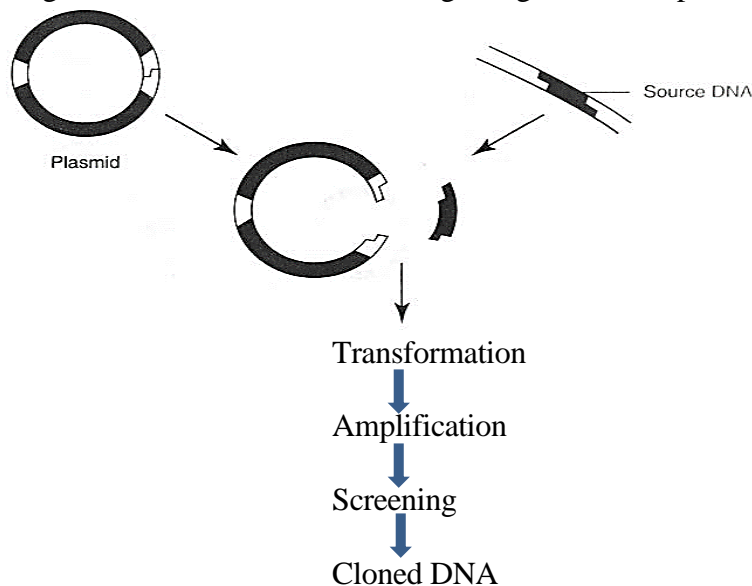 Source DNA
Plasmid
Transformation
Amplification
Screening
Cloned DNA